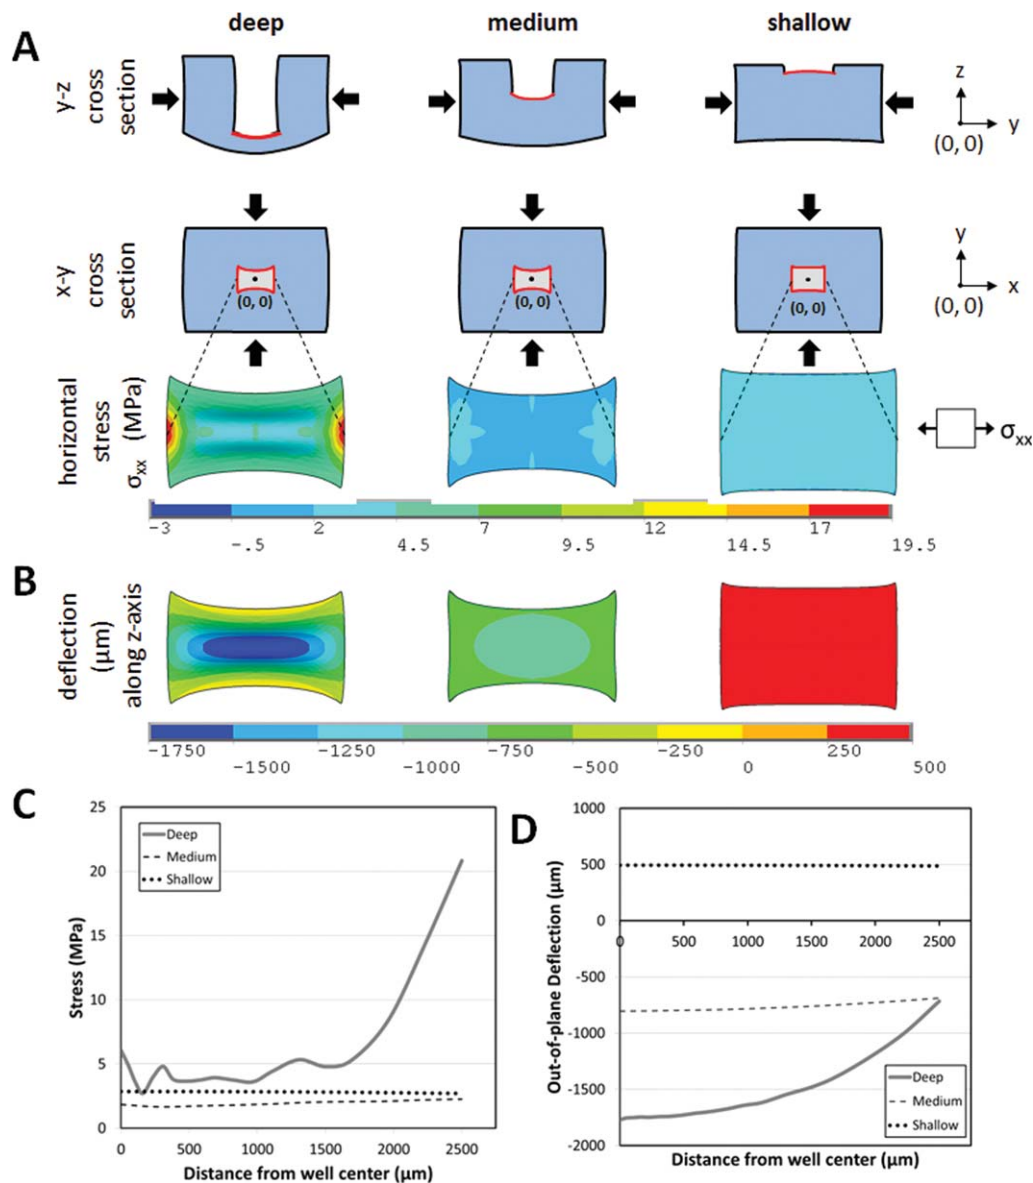 deep
medium
shallow
A
y-z
cross
section
z
y
(0, 0)
x-y
cross
section
(0, 0)
(0, 0)
(0, 0)
y
x
(0, 0)
horizontal
stress
σxx (MPa)
σxx
-3
2
7
12
17
-.5
4.5
9.5
14.5
19.5
B
deflection
(μm)
along z-axis
-1750
-1250
-750
-250
250
-1500
-1000
-500
0
500
C
25
20
15
10
5
0
Stress (MPa)
Deep
Medium
Shallow
0 500 1000 1500 2000 2500
Distance from well center (μm)
D
1000
500
0
-500
-1000
-1500
-2000
Out-of-plane Deflection (μm)
0 500 1000 1500 2000 2500
Deep
Medium
Shallow
Distance from well center (μm)